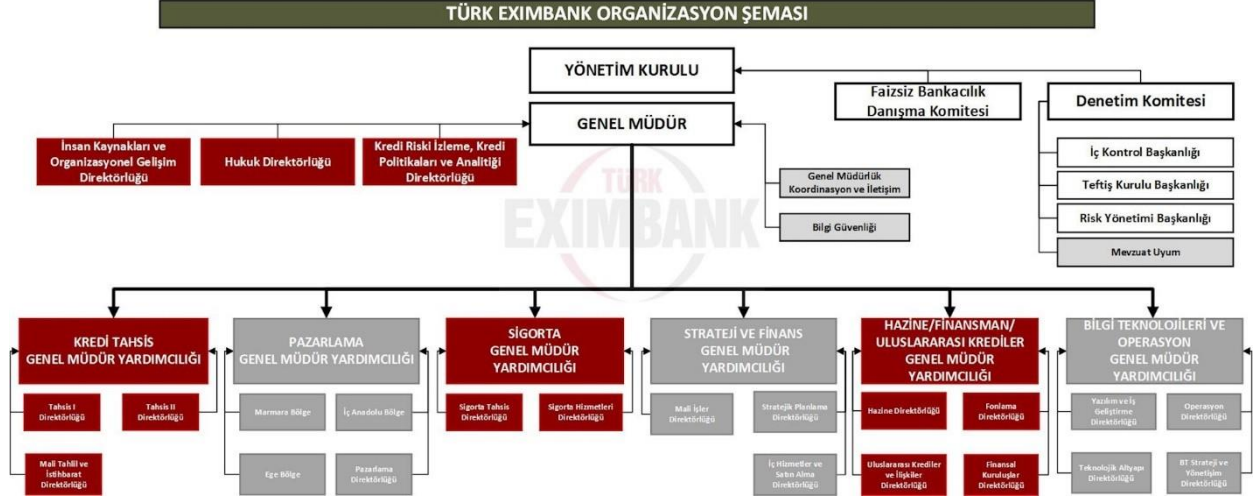 TÜRK EXIMBANK ORGANİZASYON ŞEMASI
YÖNETİM KURULU
Faizsiz Bankacılık
Danışma Komitesi
Denetim Komitesi
GENEL MÜDÜR
İnsan Kaynakları ve
Organizasyonel Gelişim
Direktörlüğü
Hukuk Direktörlüğü
Kredi Riski İzleme, Kredi
Politikaları ve Analitiği
Direktörlüğü
İç Kontrol Başkanlığı
Teftiş Kurulu Başkanlığı
Risk Yönetimi Başkanlığı
Mevzuat Uyum
Genel Müdürlük
Koordinasyon ve İletişim
Bilgi Güvenliği
TÜRK
EXIMBANK
KREDİ TAHSİS
GENEL MÜDÜR YARDIMCILIĞI
Tahsis I
Direktörlüğü
Tahsis II
Direktörlüğü
Mali Tahlil ve
İstihbarat
Direktörlüğü
PAZARLAMA
GENEL MÜDÜR YARDIMCILIĞI
Marmara Bölge
İç Anadolu Bölge
Ege Bölge
Pazarlama
Direktörlüğü
SİGORTA
GENEL MÜDÜR
YARDIMCILIĞI
Sigorta Tahsis
Direktörlüğü
Sigorta Hizmetleri
Direktörlüğü
STRATEJİ VE FİNANS
GENEL MÜDÜR
YARDIMCILIĞI
Mali İşler
Direktörlüğü
Stratejik Planlama
Direktörlüğü
İç Hizmetler ve
Satın Alma
Direktörlüğü
HAZİNE/FİNANSMAN/
ULUSLARARASI KREDİLER
GENEL MÜDÜR
YARDIMCILIĞI
Hazine Direktörlüğü
Fonlama
Direktörlüğü
Uluslararası Krediler
ve İlişkiler
Direktörlüğü
Finansal
Kuruluşlar
Direktörlüğü
BİLGİ TEKNOLOJİLERİ VE
OPERASYON
GENEL MÜDÜR
YARDIMCILIĞI
Yazılım ve İş
Geliştirme
Direktörlüğü
Operasyon
Direktörlüğü
Teknolojik Altyapı
Direktörlüğü
BT Strateji ve
Yönetişim
Direktörlüğü